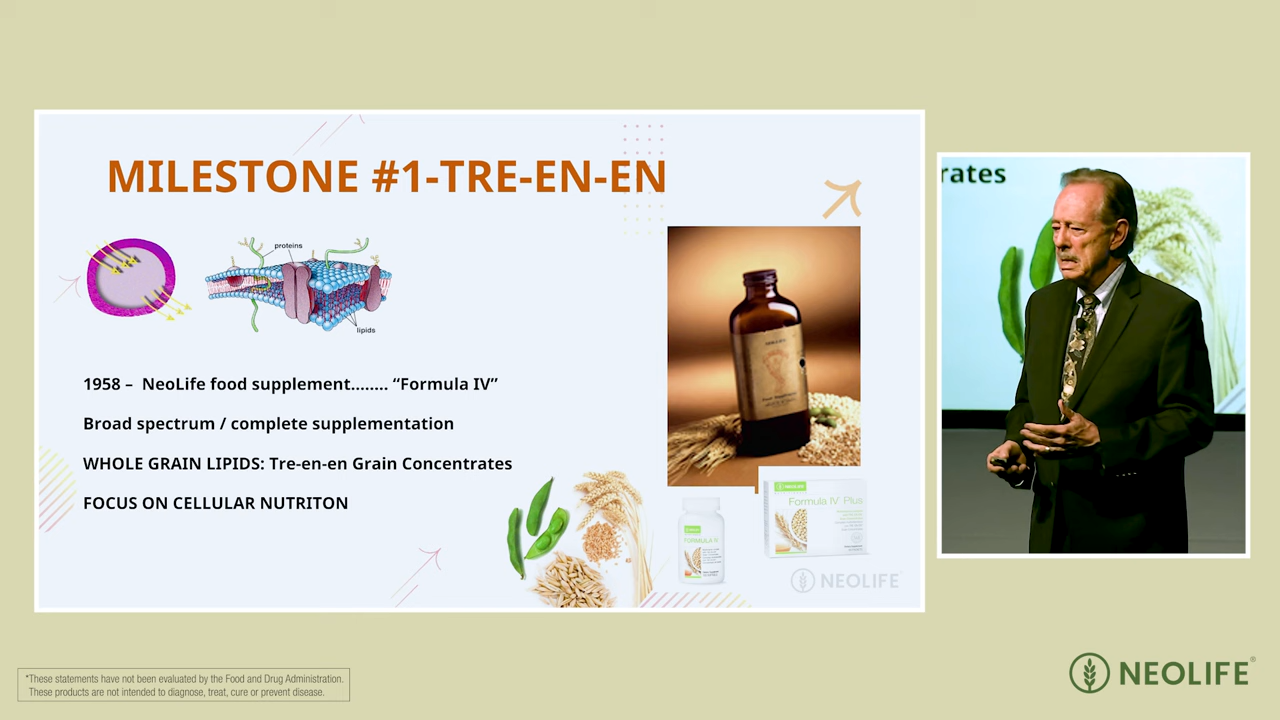 MILESTONE #1-TRE-EN-EN
proteins
lipids
1958 – NeoLife food supplement........ “Formula IV”
Broad spectrum / complete supplementation
WHOLE GRAIN LIPIDS: Tre-en-en Grain Concentrates
FOCUS ON CELLULAR NUTRITON
FORMULA IV
NEOLIFE
Formula IV Plus
NEOLIFE
rates
*These statements have not been evaluated by the Food and Drug Administration.
These products are not intended to diagnose, treat, cure or prevent disease.
NEOLIFE®